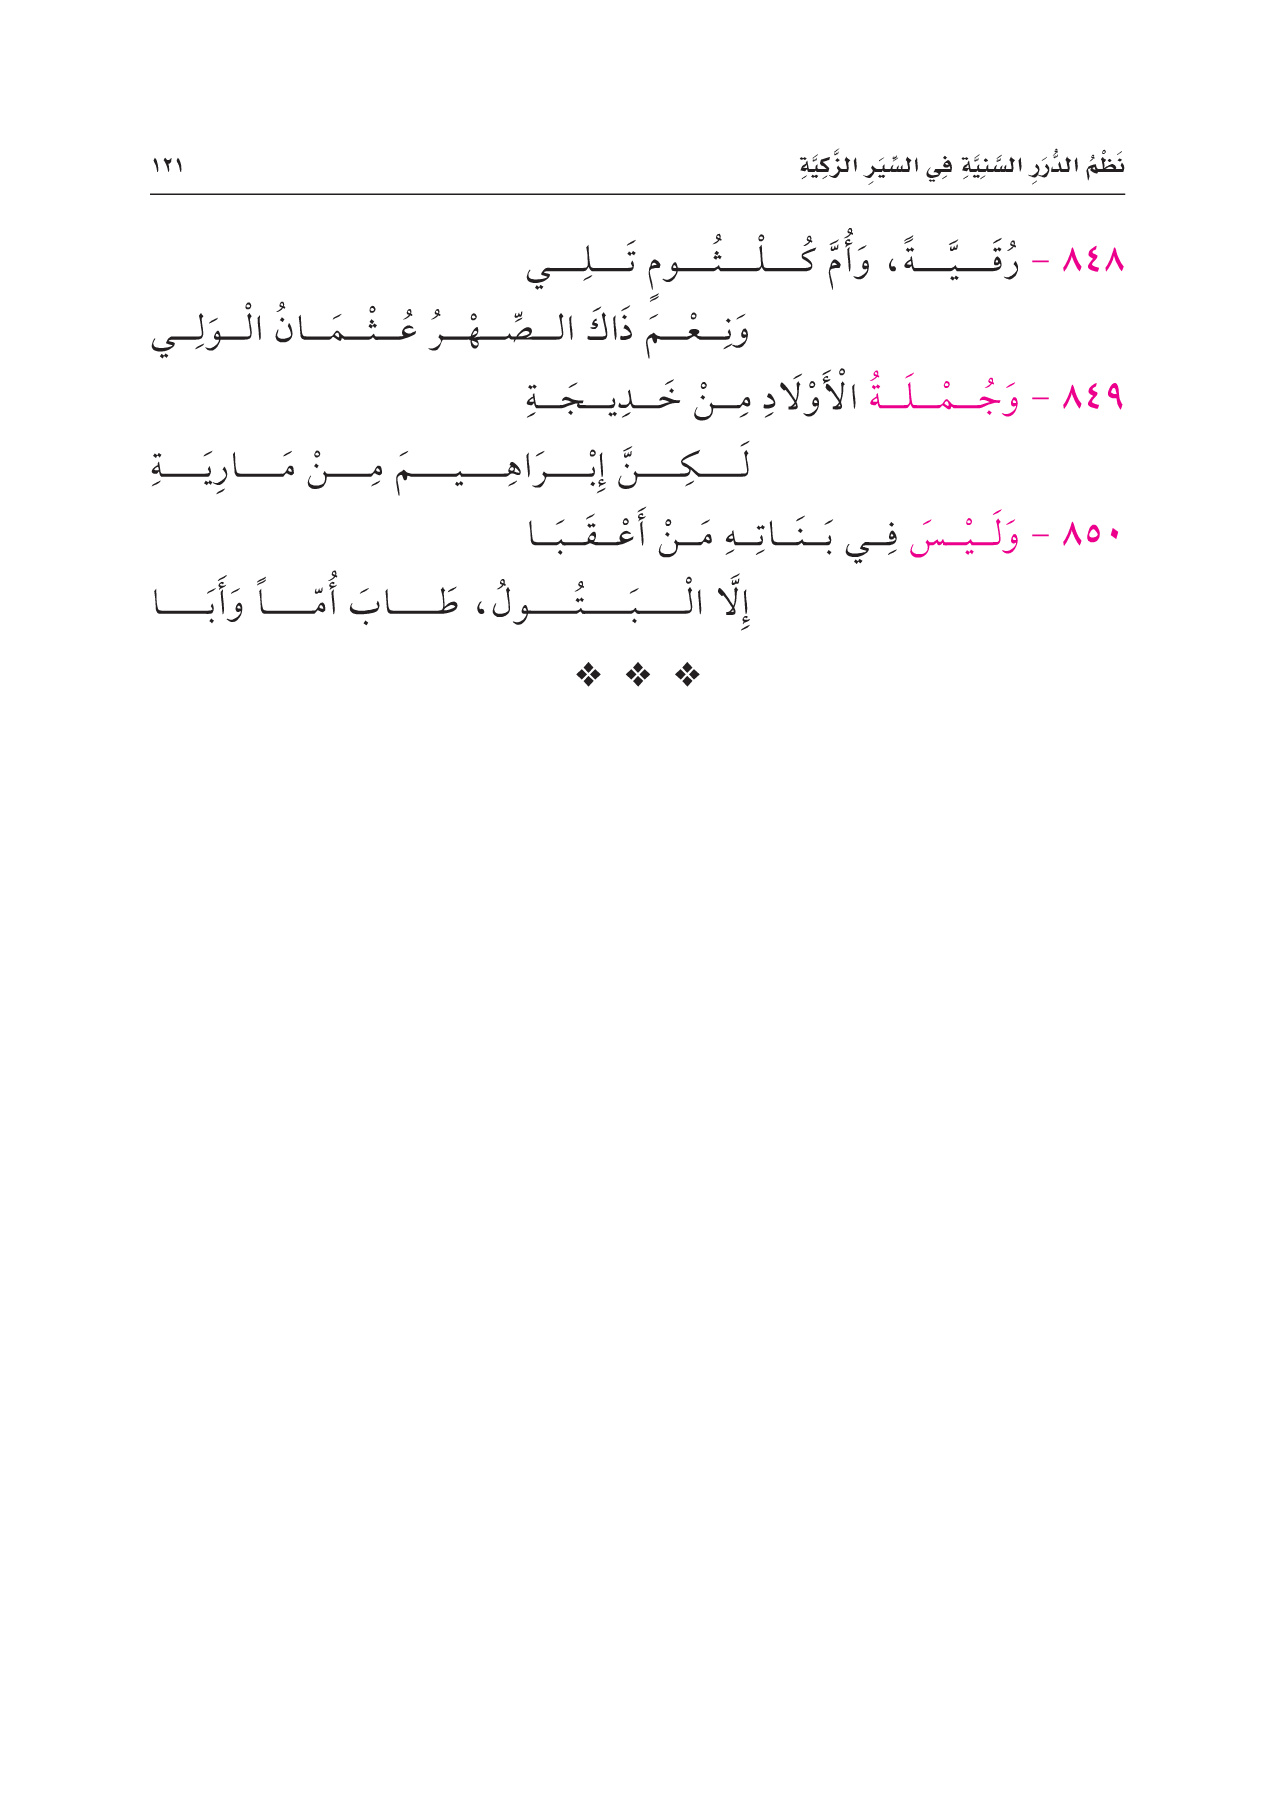 نَظْمُ الدُّرَرِ السَّنِيَّةِ فِي السِّيَرِ الزَّكِيَّةِ ١٢١
٨٤٨ - رُقَيَّةً، وَأُمَّ كُلْثُومٍ تَلِي
وَنِعْمَ ذَاكَ الصِّهْرُ عُثْمَانُ الْوَلِي
٨٤٩ - وَجُمْلَةُ الْأَوْلَادِ مِنْ خَدِيجَةِ
لَكِنَّ إِبْرَاهِيمَ مِنْ مَارِيَةِ
٨٥٠ - وَلَيْسَ فِي بَنَاتِهِ مَنْ أَعْقَبَا
إِلَّا الْبَتُولُ، طَابَ أُمّاً وَأَبَا